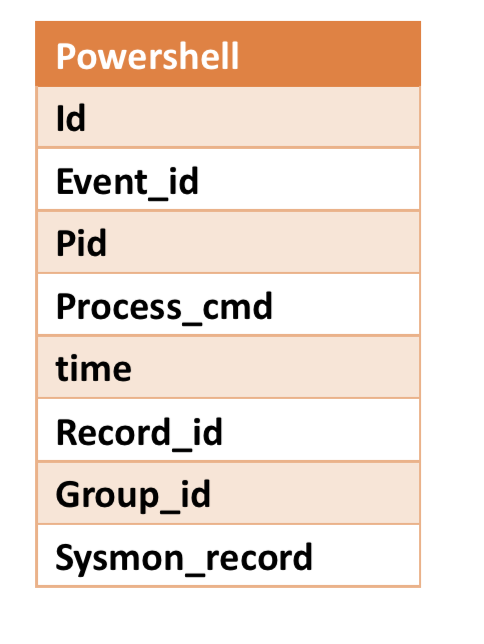 Powershell
Id
Event_id
Pid
Process_cmd
time
Record_id
Group_id
Sysmon_record